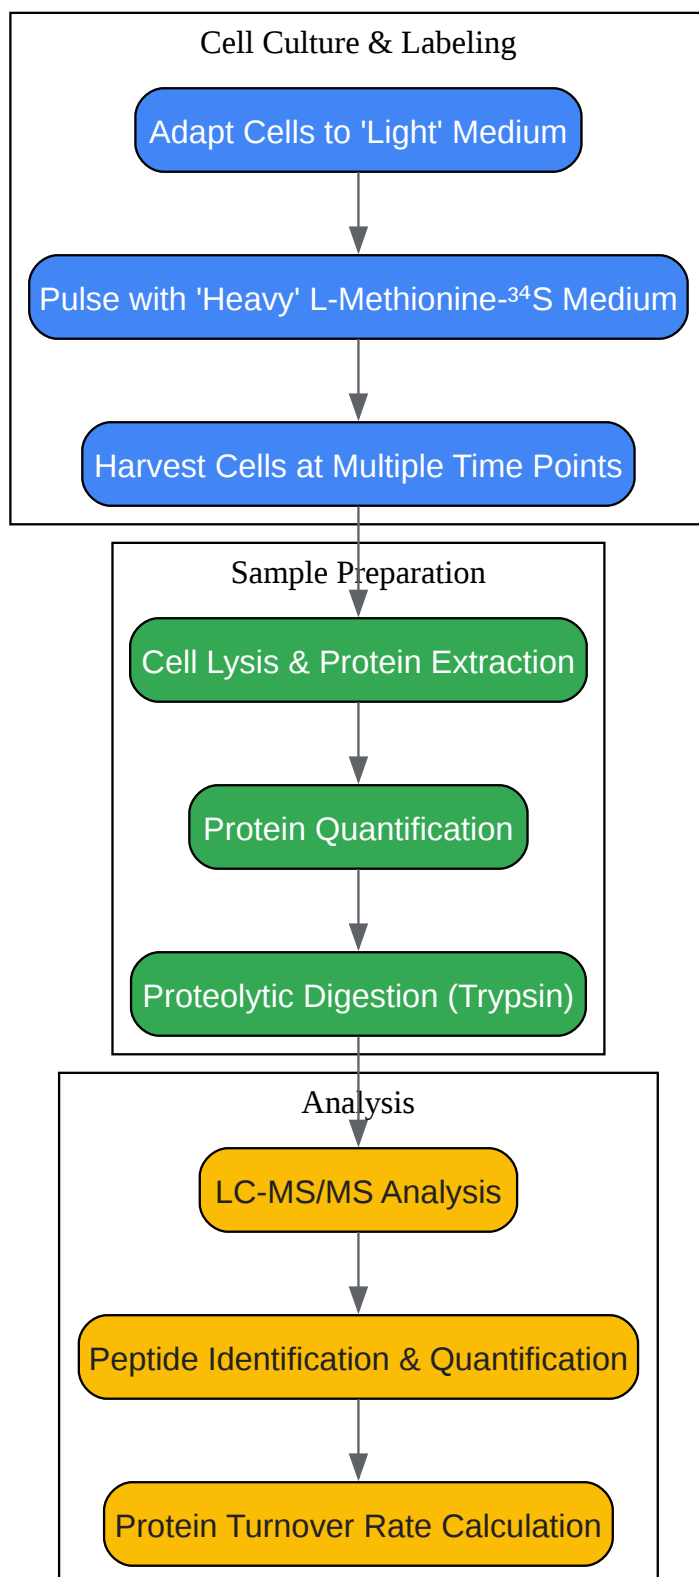 Cell Culture & Labeling
Adapt Cells to 'Light' Medium
Pulse with 'Heavy' L-Methionine-³⁴S Medium
Harvest Cells at Multiple Time Points
Sample Preparation
Cell Lysis & Protein Extraction
Protein Quantification
Proteolytic Digestion (Trypsin)
Analysis
LC-MS/MS Analysis
Peptide Identification & Quantification
Protein Turnover Rate Calculation